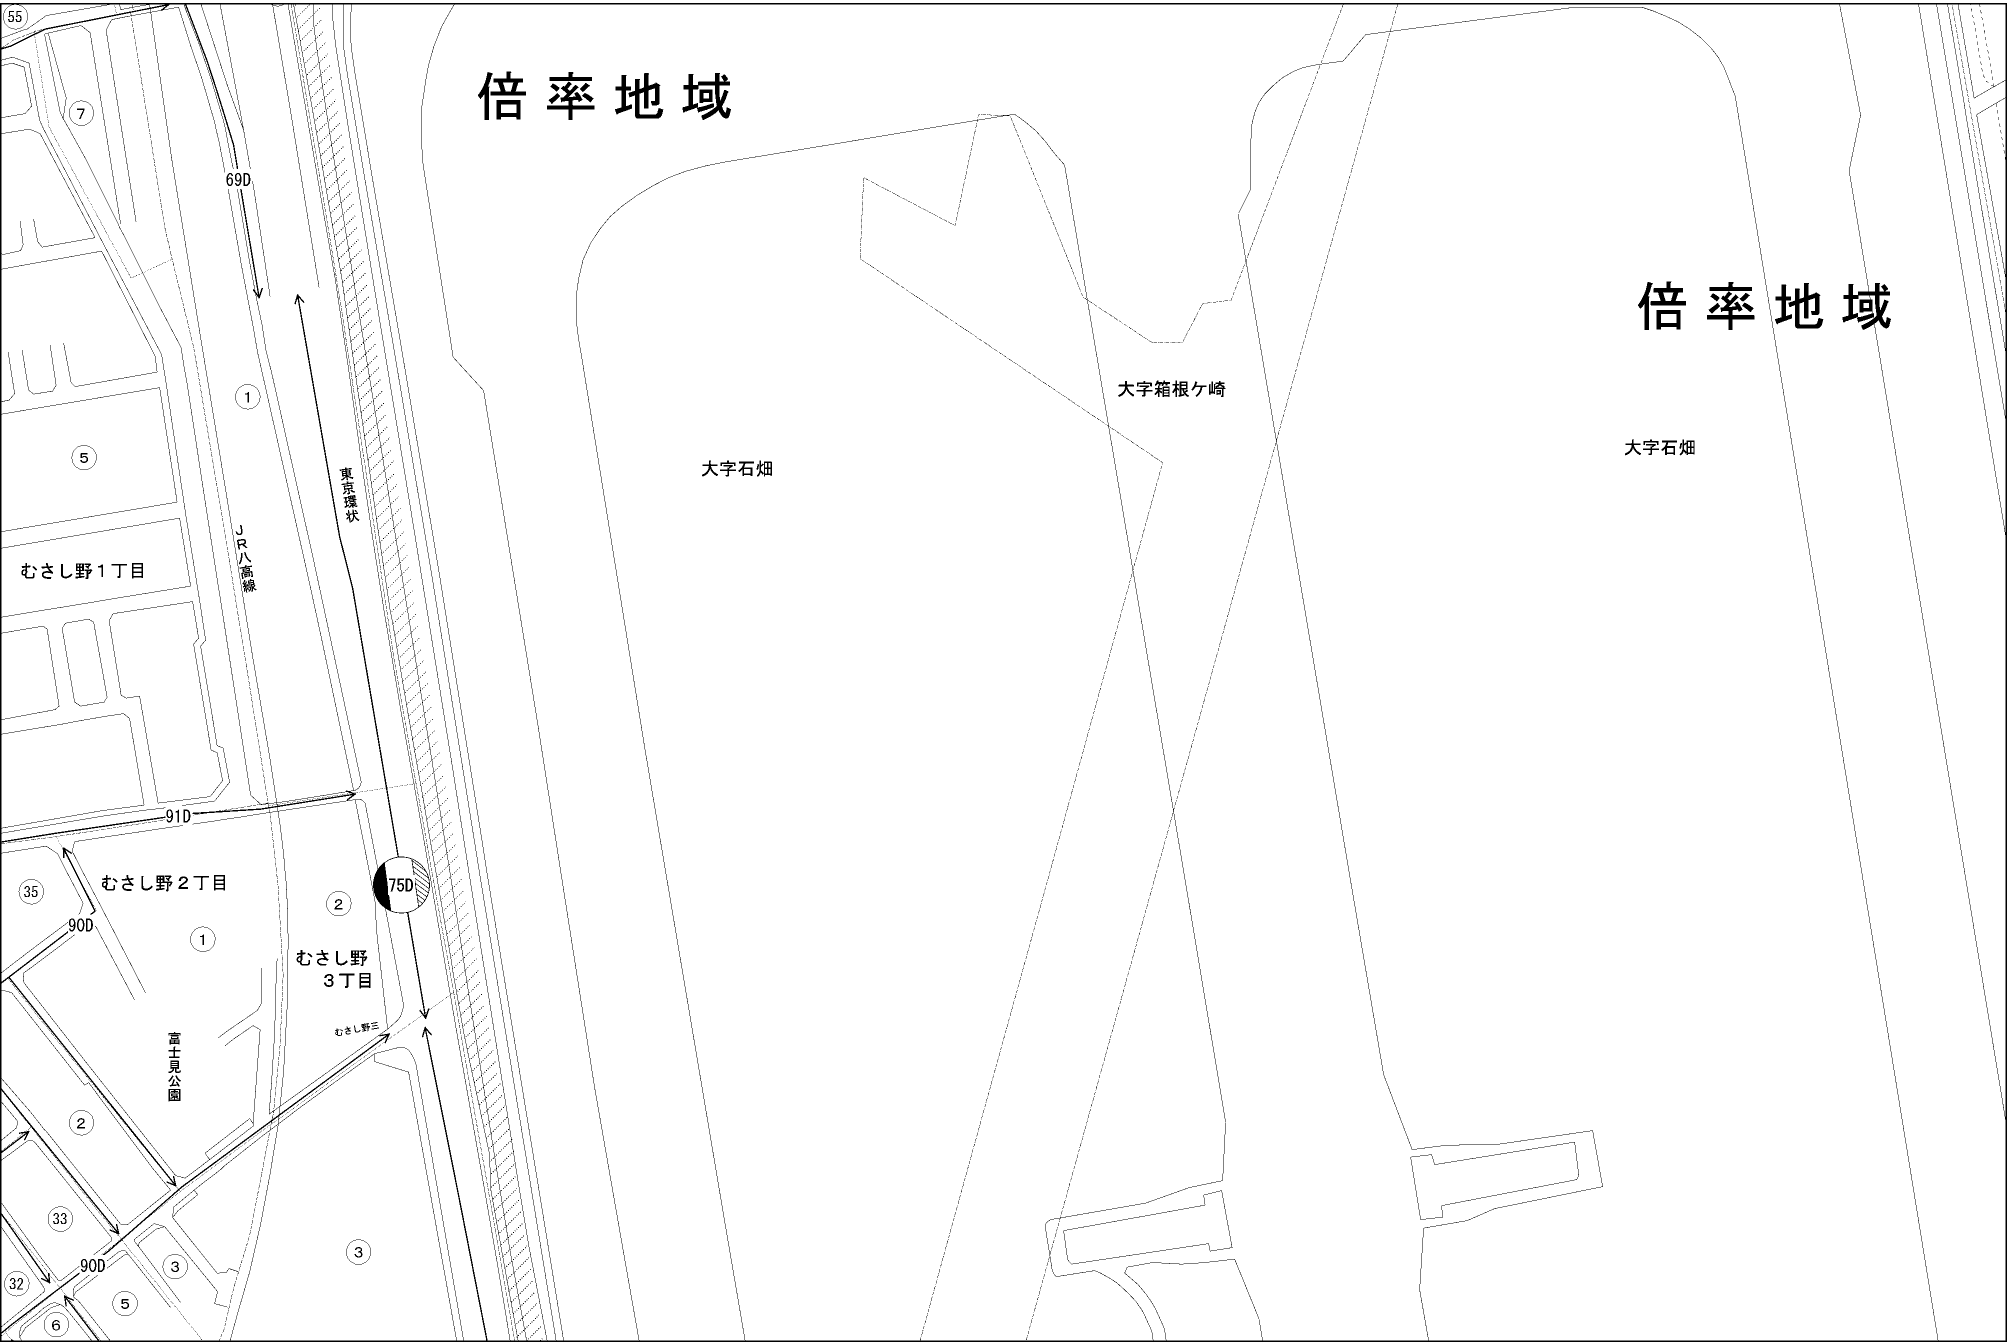 55
倍率地域
7
69D
倍率地域
大字箱根ケ崎
1
大字石畑
5
大字石畑
東京環状
JR八高線
むさし野1丁目
91D
むさし野2丁目
75D
35
2
90D
1
むさし野
3丁目
むさし野三
富士見公園
2
33
3
3
90D
32
5
6